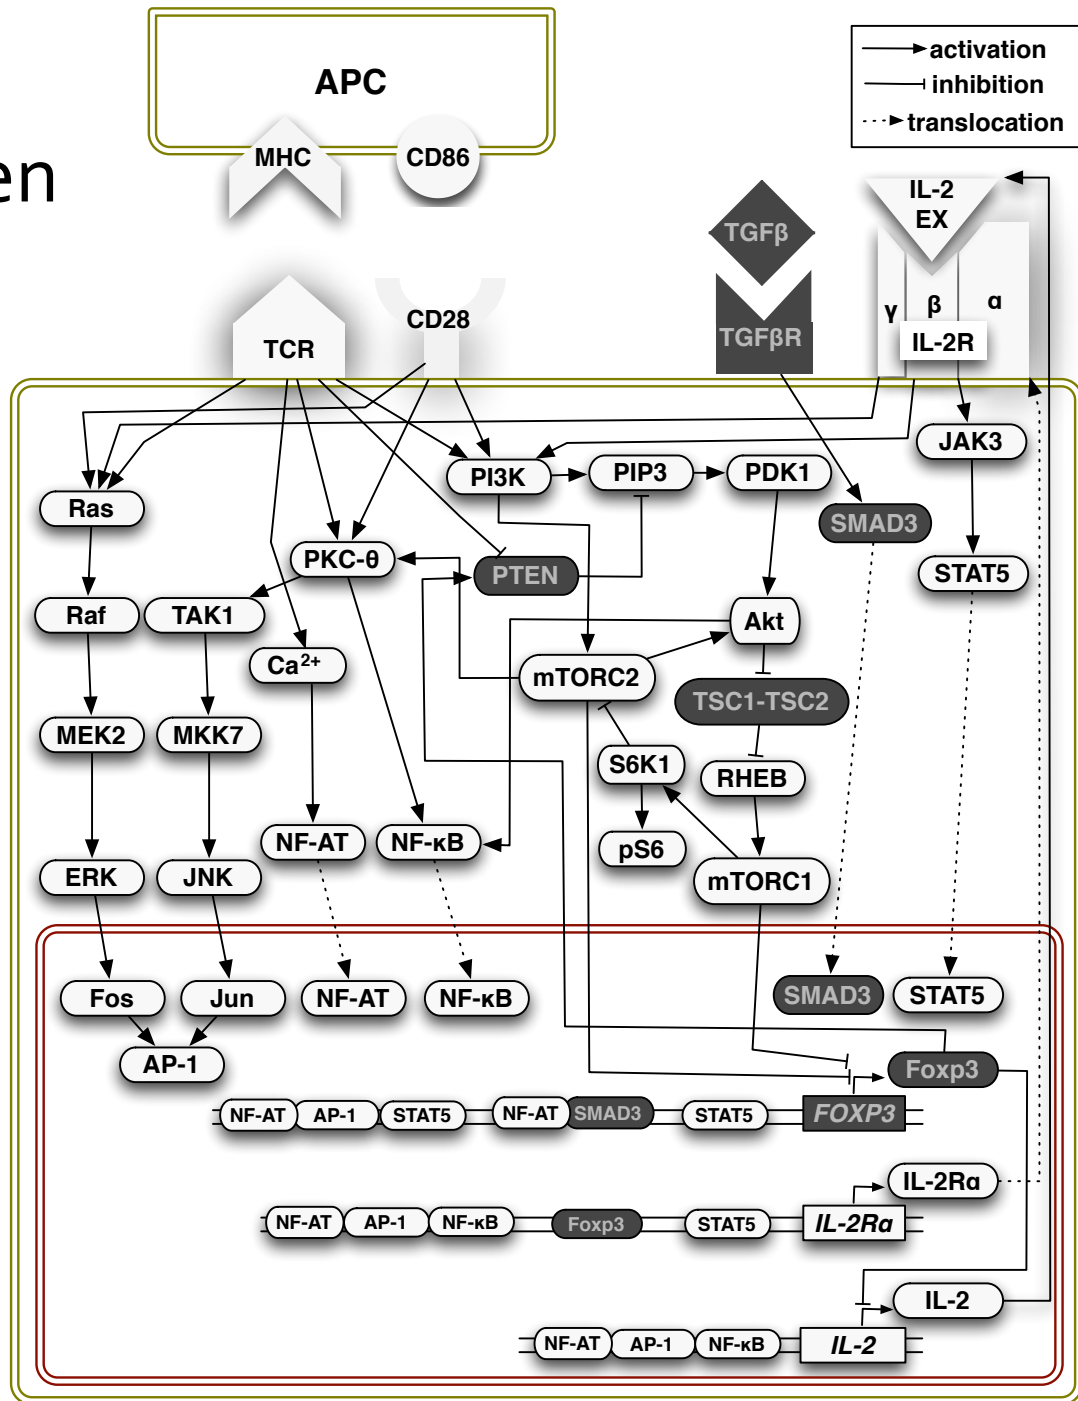 en
APC
MHC
CD86
activation
inhibition
translocation
TGFβ
IL-2
EX
TCR
CD28
TGFβR
γ
β
α
IL-2R
JAK3
PI3K
PIP3
PDK1
Ras
SMAD3
PKC-θ
PTEN
STAT5
Raf
TAK1
Akt
Ca2+
mTORC2
TSC1-TSC2
MEK2
MKK7
S6K1
RHEB
NF-AT
NF-κB
pS6
ERK
JNK
mTORC1
Fos
Jun
NF-AT
NF-κB
SMAD3
STAT5
AP-1
Foxp3
NF-AT
AP-1
STAT5
NF-AT
SMAD3
STAT5
FOXP3
IL-2Rα
NF-AT
AP-1
NF-κB
Foxp3
STAT5
IL-2Rα
IL-2
NF-AT
AP-1
NF-κB
IL-2